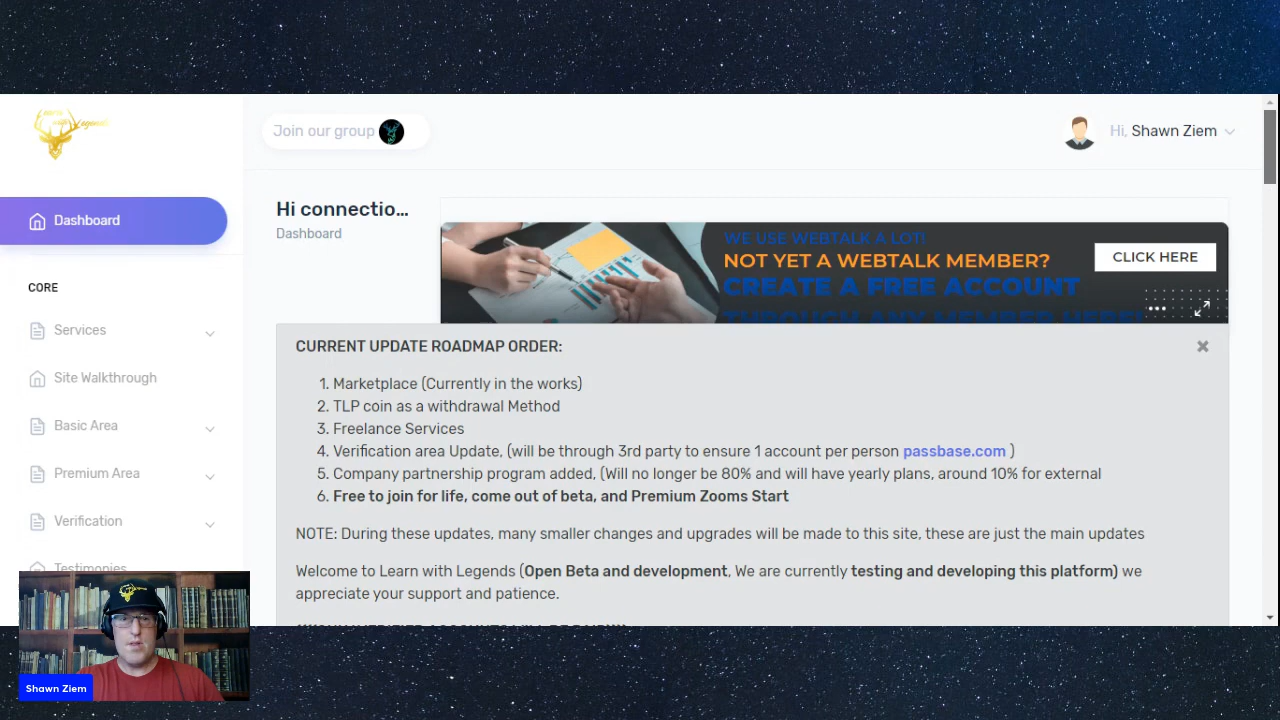 Join our group
Hi, Shawn Ziem
Dashboard
Hi connectio...
Dashboard
WE USE WEBTALK A LOT!
NOT YET A WEBTALK MEMBER?
CREATE A FREE ACCOUNT
THROUGH ANY MEMBER HERE!
CLICK HERE
CORE
Services
Site Walkthrough
Basic Area
Premium Area
Verification
Testimonies
CURRENT UPDATE ROADMAP ORDER:
1. Marketplace (Currently in the works)
2. TLP coin as a withdrawal Method
3. Freelance Services
4. Verification area Update, (will be through 3rd party to ensure 1 account per person passbase.com )
5. Company partnership program added, (Will no longer be 80% and will have yearly plans, around 10% for external
6. Free to join for life, come out of beta, and Premium Zooms Start
NOTE: During these updates, many smaller changes and upgrades will be made to this site, these are just the main updates
Welcome to Learn with Legends (Open Beta and development, We are currently testing and developing this platform) we
appreciate your support and patience.
Shawn Ziem